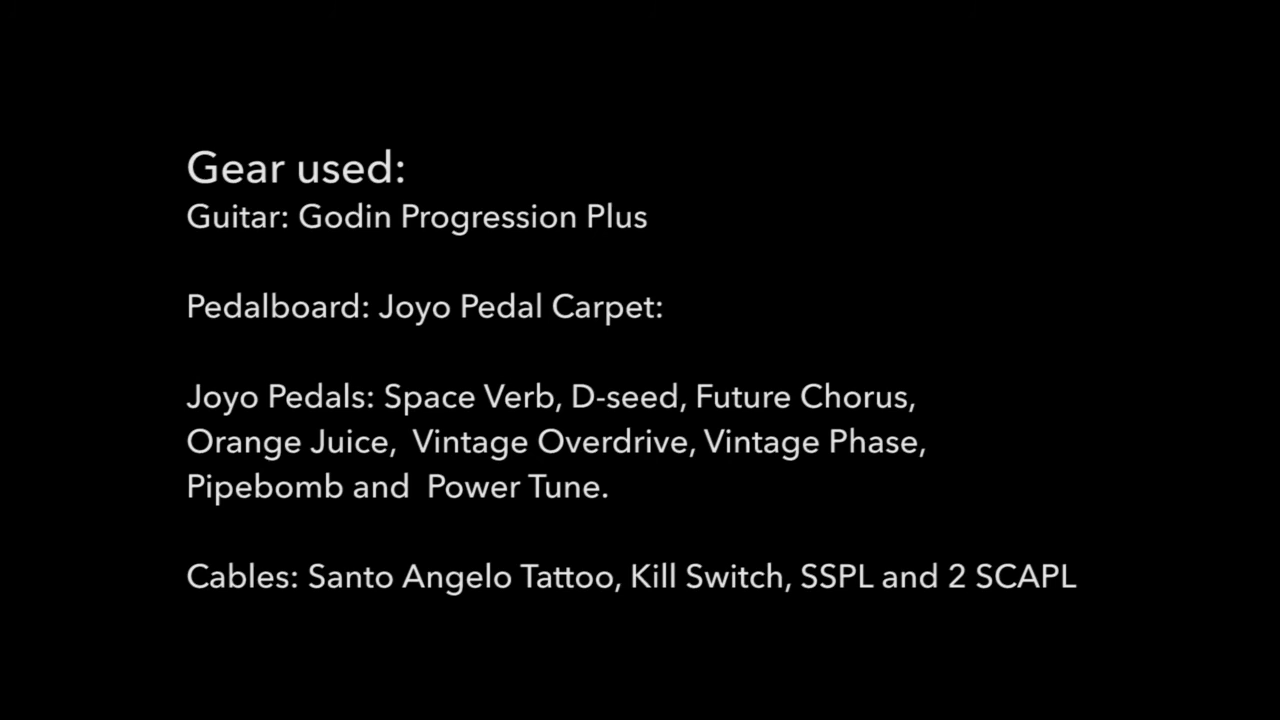 Gear used:
Guitar: Godin Progression Plus
Pedalboard: Joyo Pedal Carpet:
Joyo Pedals: Space Verb, D-seed, Future Chorus,
Orange Juice,  Vintage Overdrive, Vintage Phase,
Pipebomb and  Power Tune.
Cables: Santo Angelo Tattoo, Kill Switch, SSPL and 2 SCAPL